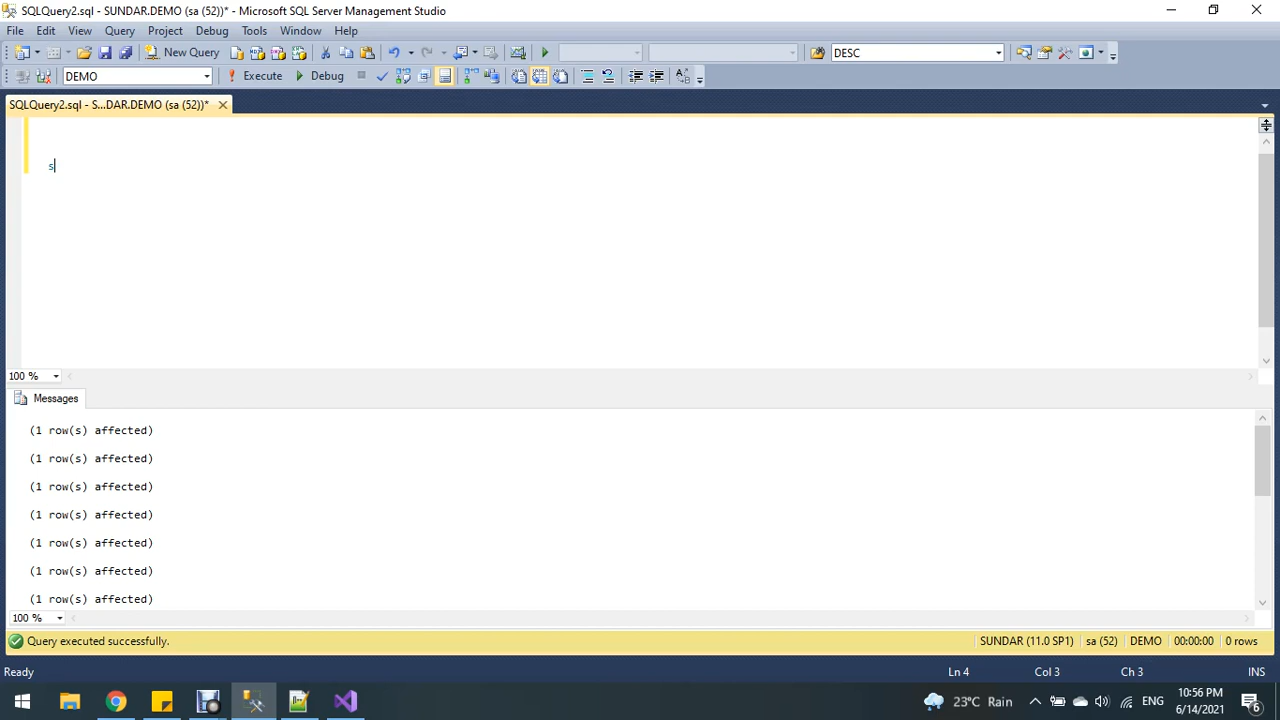 SQLQuery2.sql - SUNDAR.DEMO (sa (52))* - Microsoft SQL Server Management Studio
File Edit View Query Project Debug Tools Window Help
New Query DESC
DEMO Execute Debug
SQLQuery2.sql - S...DAR.DEMO (sa (52))*
s
100 %
Messages
(1 row(s) affected)
(1 row(s) affected)
(1 row(s) affected)
(1 row(s) affected)
(1 row(s) affected)
(1 row(s) affected)
(1 row(s) affected)
100 %
Query executed successfully. SUNDAR (11.0 SP1) sa (52) DEMO 00:00:00 0 rows
Ready Ln 4 Col 3 Ch 3 INS
23°C Rain ENG 10:56 PM
6/14/2021 6